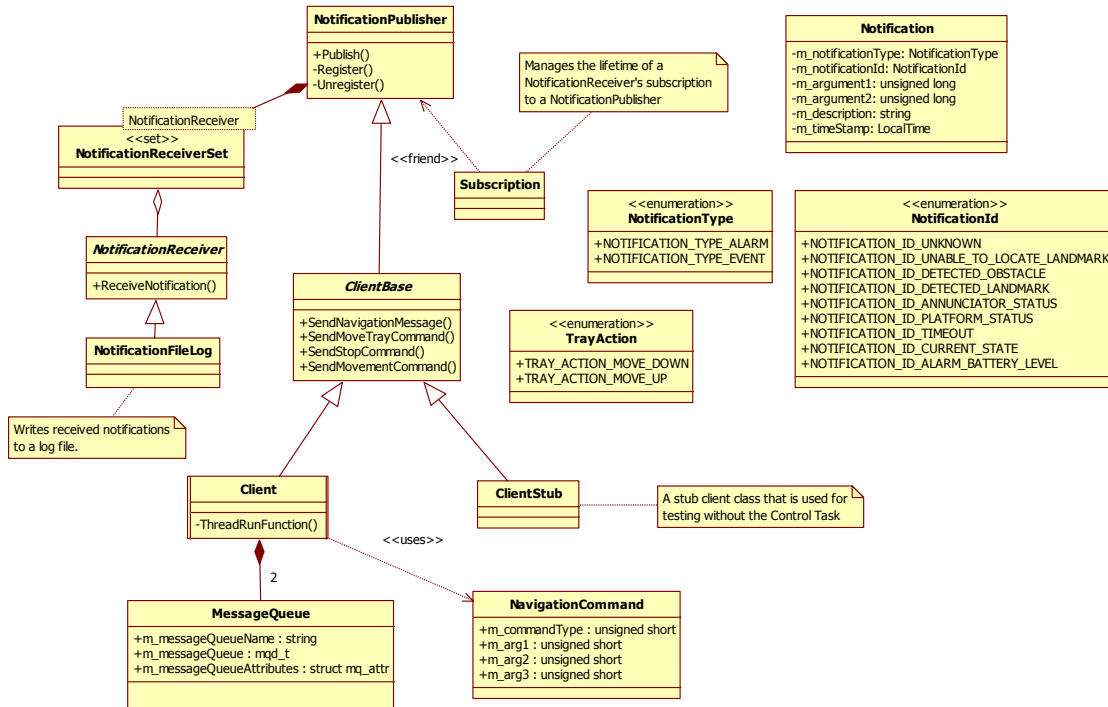 NotificationPublisher
+Publish()
-Register()
-Unregister()
Notification
-m_notificationType: NotificationType
-m_notificationId: NotificationId
-m_argument1: unsigned long
-m_argument2: unsigned long
-m_description: string
-m_timeStamp: LocalTime
Manages the lifetime of a
NotificationReceiver's subscription
to a NotificationPublisher
NotificationReceiver
<<set>>
NotificationReceiverSet
<<friend>>
Subscription
<<enumeration>>
NotificationType
+NOTIFICATION_TYPE_ALARM
+NOTIFICATION_TYPE_EVENT
<<enumeration>>
NotificationId
+NOTIFICATION_ID_UNKNOWN
+NOTIFICATION_ID_UNABLE_TO_LOCATE_LANDMARK
+NOTIFICATION_ID_DETECTED_OBSTACLE
+NOTIFICATION_ID_DETECTED_LANDMARK
+NOTIFICATION_ID_ANNUNCIATOR_STATUS
+NOTIFICATION_ID_PLATFORM_STATUS
+NOTIFICATION_ID_TIMEOUT
+NOTIFICATION_ID_CURRENT_STATE
+NOTIFICATION_ID_ALARM_BATTERY_LEVEL
NotificationReceiver
+ReceiveNotification()
ClientBase
+SendNavigationMessage()
+SendMoveTrayCommand()
+SendStopCommand()
+SendMovementCommand()
<<enumeration>>
TrayAction
+TRAY_ACTION_MOVE_DOWN
+TRAY_ACTION_MOVE_UP
NotificationFileLog
Writes received notifications
to a log file.
Client
-ThreadRunFunction()
ClientStub
A stub client class that is used for
testing without the Control Task
<<uses>>
2
MessageQueue
+m_messageQueueName : string
+m_messageQueue : mqd_t
+m_messageQueueAttributes : struct mq_attr
NavigationCommand
+m_commandType : unsigned short
+m_arg1 : unsigned short
+m_arg2 : unsigned short
+m_arg3 : unsigned short